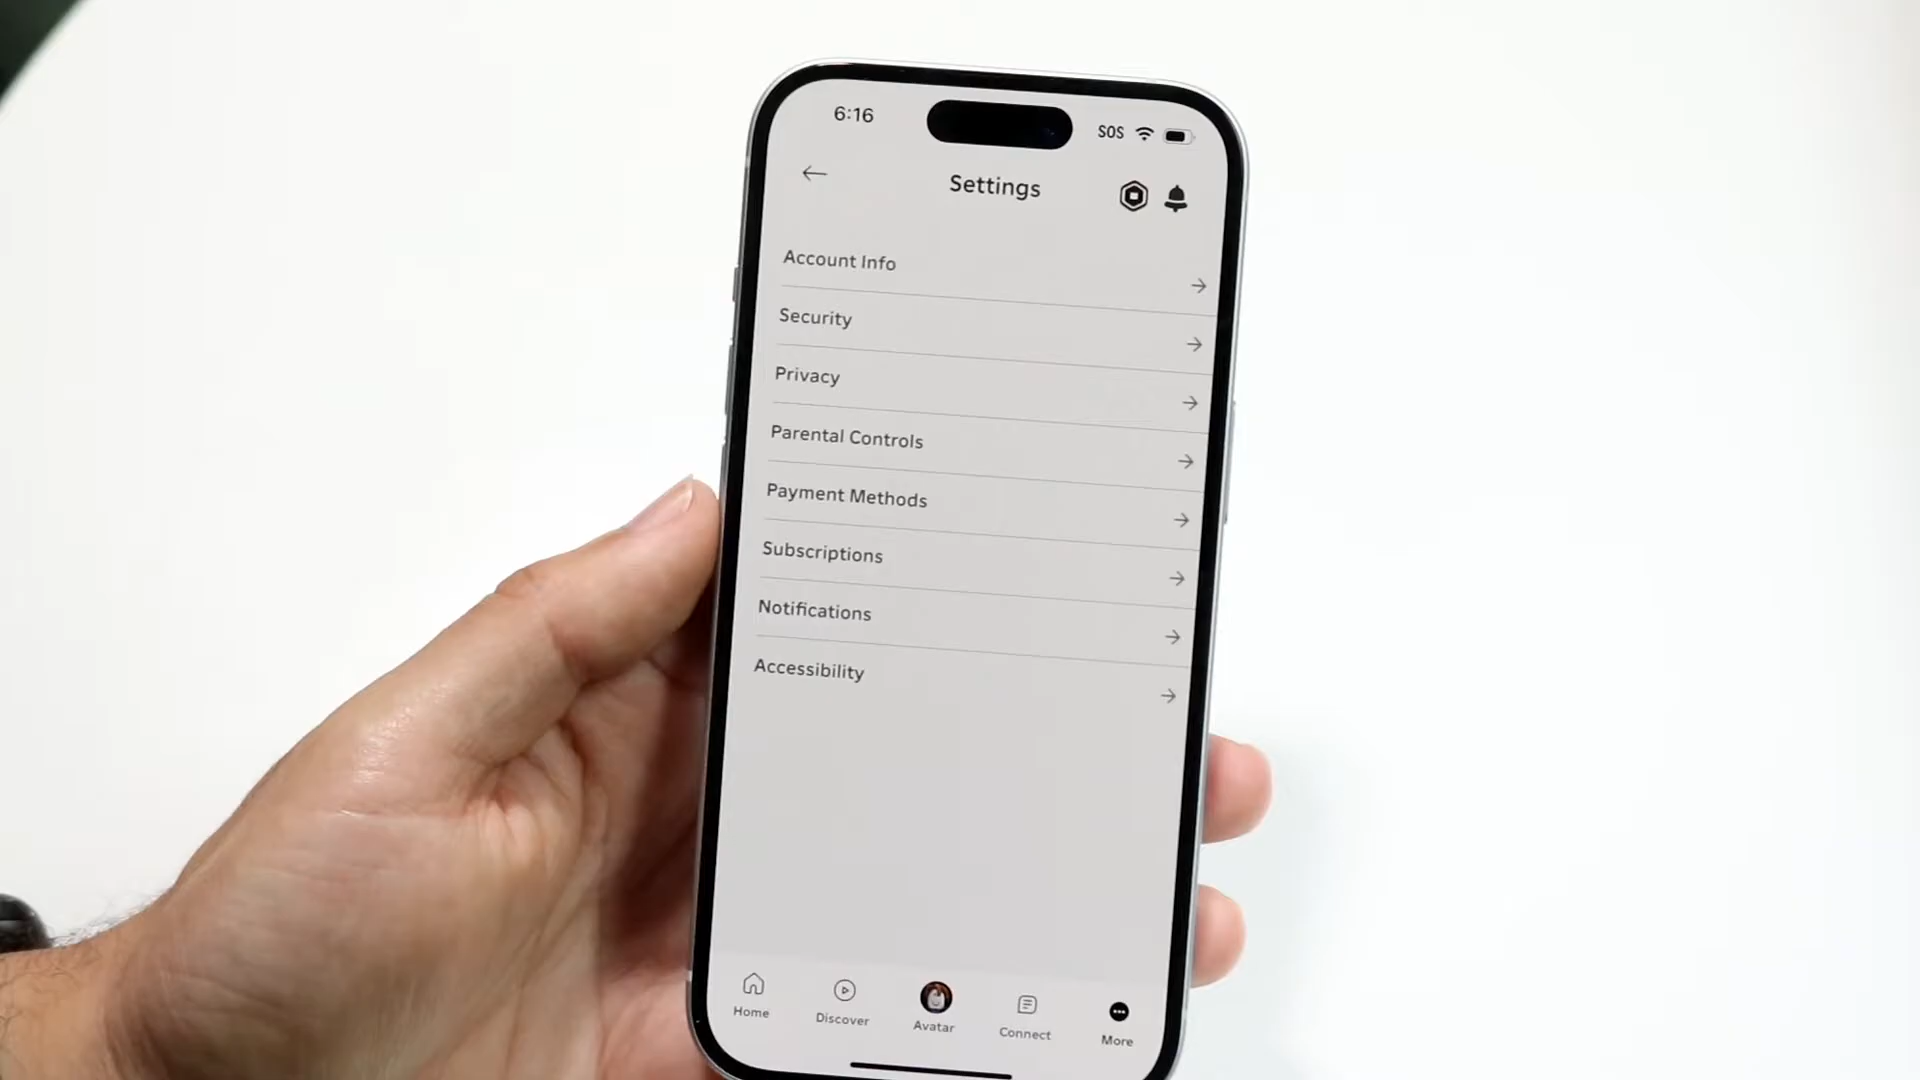 6:16
SOS
Settings
Account Info
Security
Privacy
Parental Controls
Payment Methods
Subscriptions
Notifications
Accessibility
Home
Discover
Avatar
Connect
More